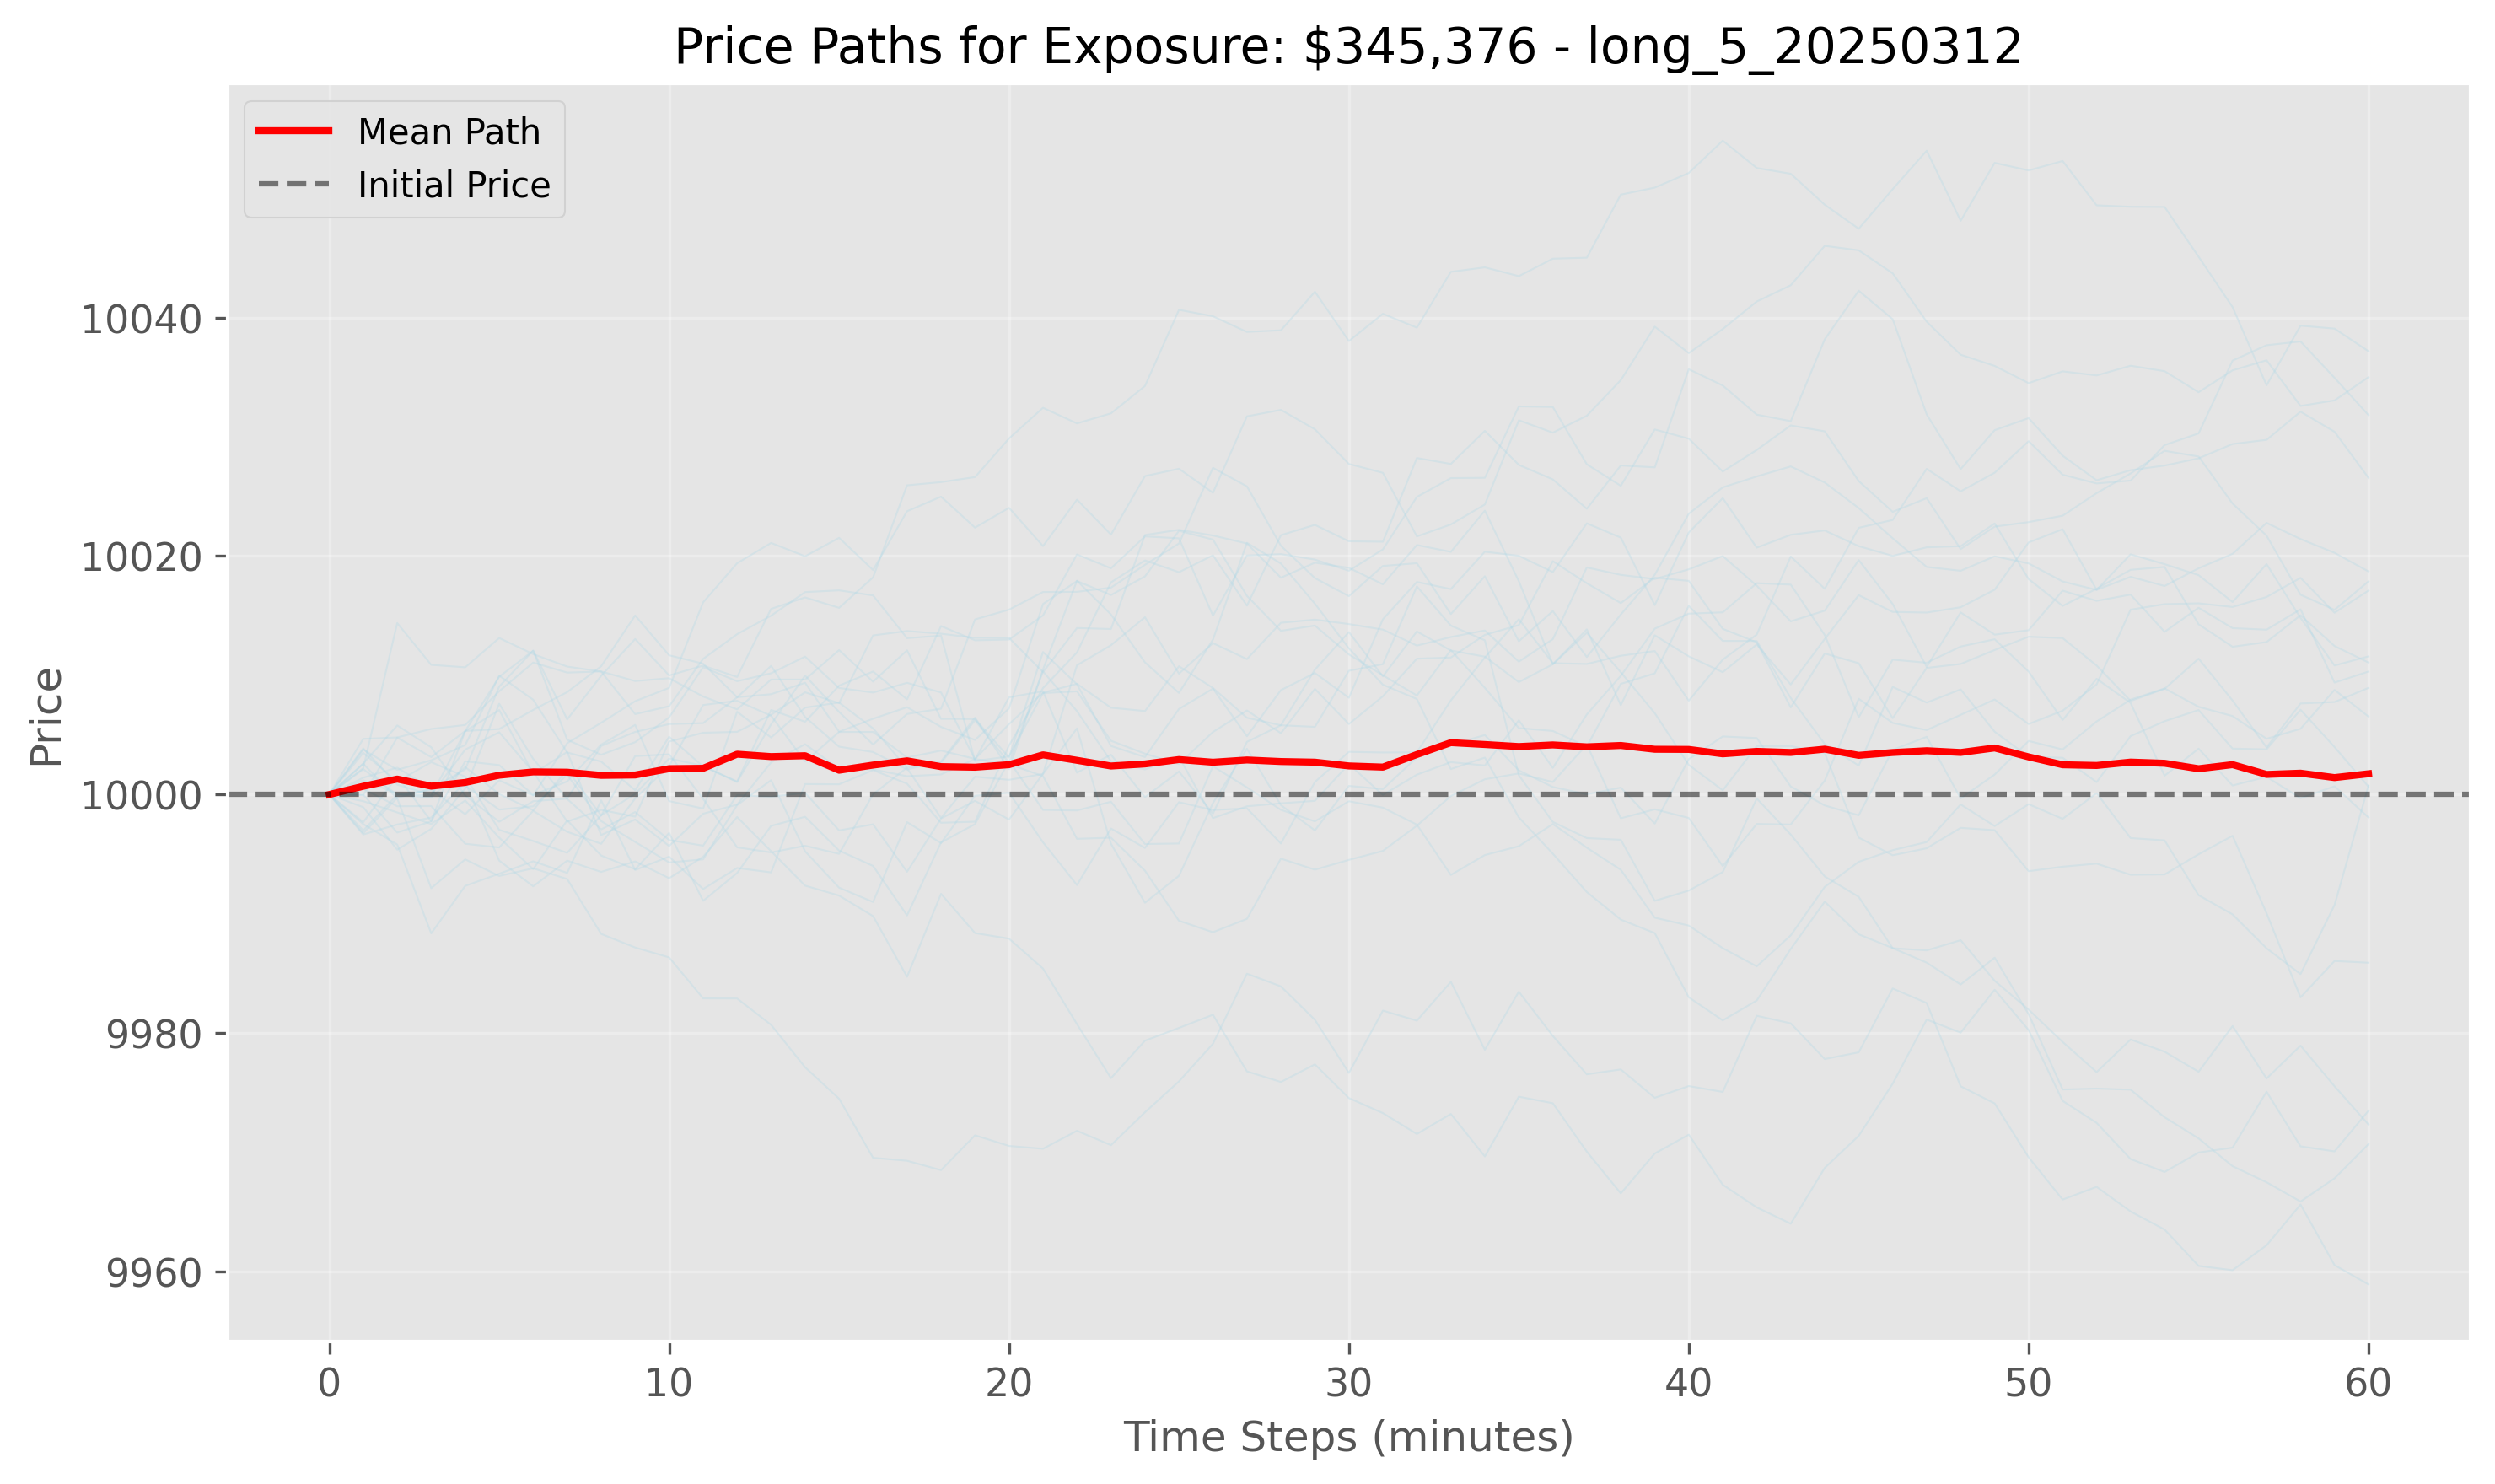 Price Paths for Exposure: $345,376 - long_5_20250312
Mean Path
Initial Price
Price
10040
10020
10000
9980
9960
0 10 20 30 40 50 60
Time Steps (minutes)